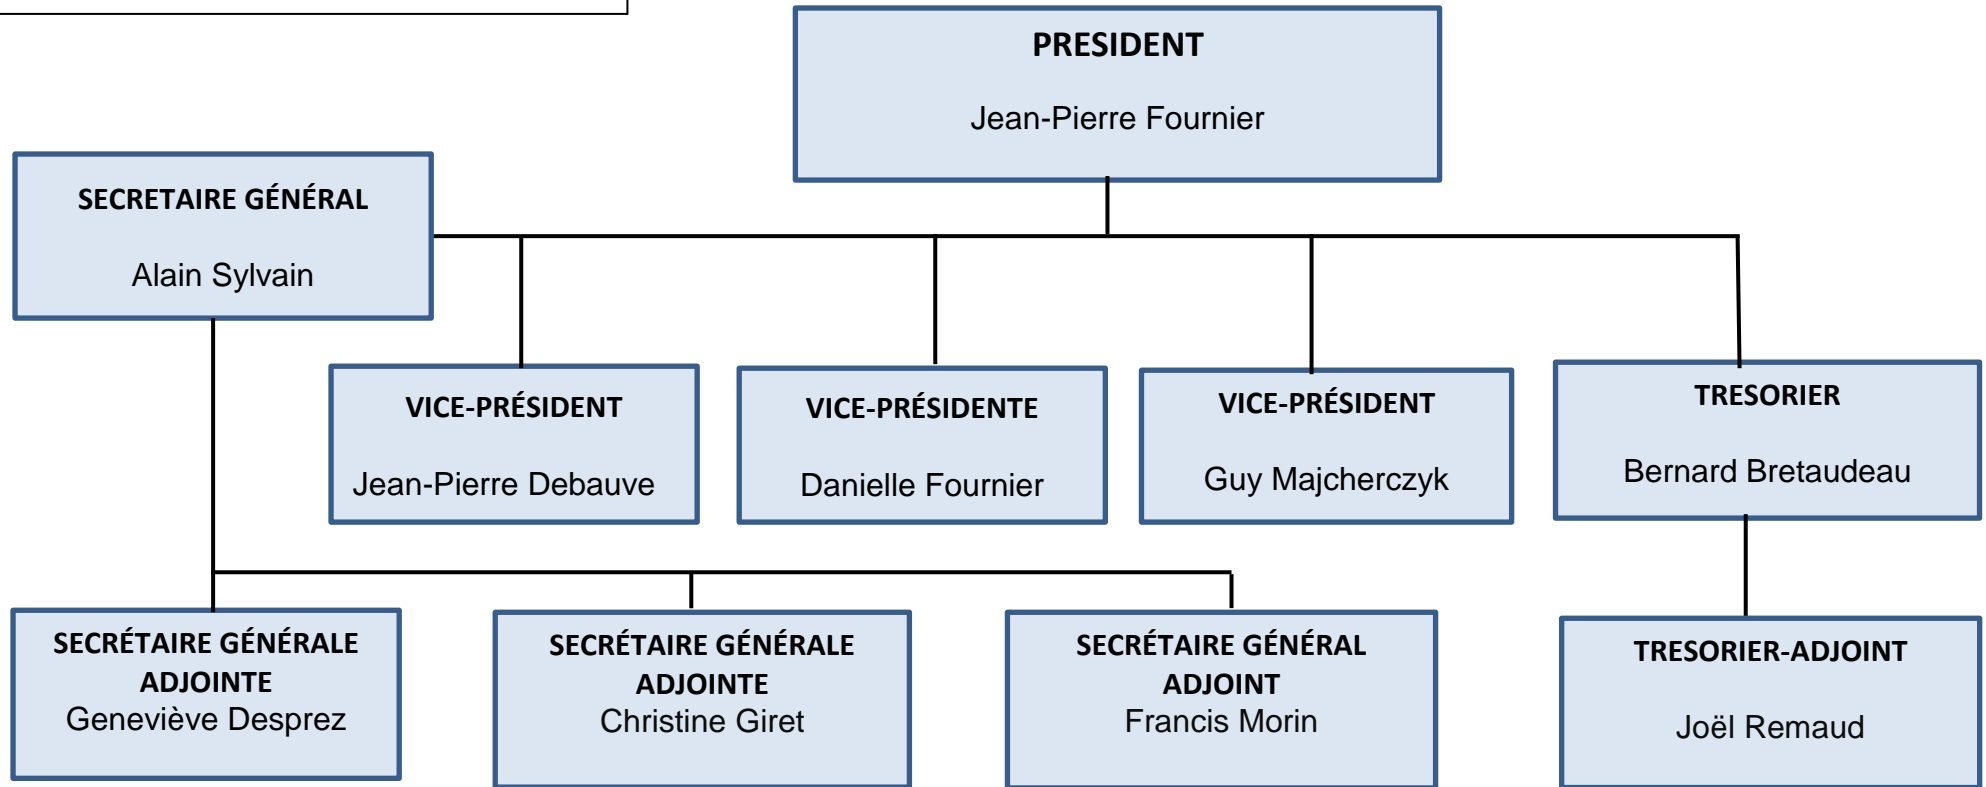 PRESIDENT
Jean-Pierre Fournier
SECRETAIRE GÉNÉRAL
Alain Sylvain
VICE-PRÉSIDENT
Jean-Pierre Debauve
VICE-PRÉSIDENTE
Danielle Fournier
VICE-PRÉSIDENT
Guy Majcherczyk
TRESORIER
Bernard Bretaudeau
SECRÉTAIRE GÉNÉRALE
ADJOINTE
Geneviève Desprez
SECRÉTAIRE GÉNÉRALE
ADJOINTE
Christine Giret
SECRÉTAIRE GÉNÉRAL
ADJOINT
Francis Morin
TRESORIER-ADJOINT
Joël Remaud